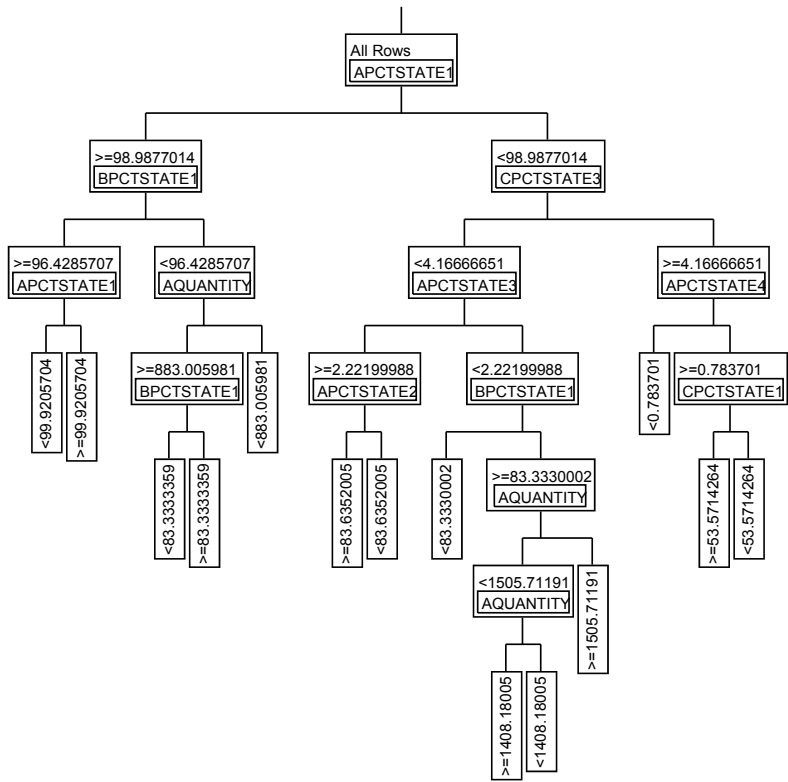 All Rows
APCTSTATE1
>=98.9877014
BPCTSTATE1
<98.9877014
CPCTSTATE3
>=96.4285707
APCTSTATE1
<96.4285707
AQUANTITY
<4.16666651
APCTSTATE3
>=4.16666651
APCTSTATE4
<99.9205704
>=99.9205704
>=883.005981
BPCTSTATE1
<883.005981
>=2.22199988
APCTSTATE2
<2.22199988
BPCTSTATE1
<0.783701
>=0.783701
CPCTSTATE1
<83.3333359
>=83.3333359
>=83.6352005
<83.6352005
<83.3330002
>=83.3330002
AQUANTITY
>=53.5714264
<53.5714264
<1505.71191
AQUANTITY
>=1505.71191
>=1408.18005
<1408.18005